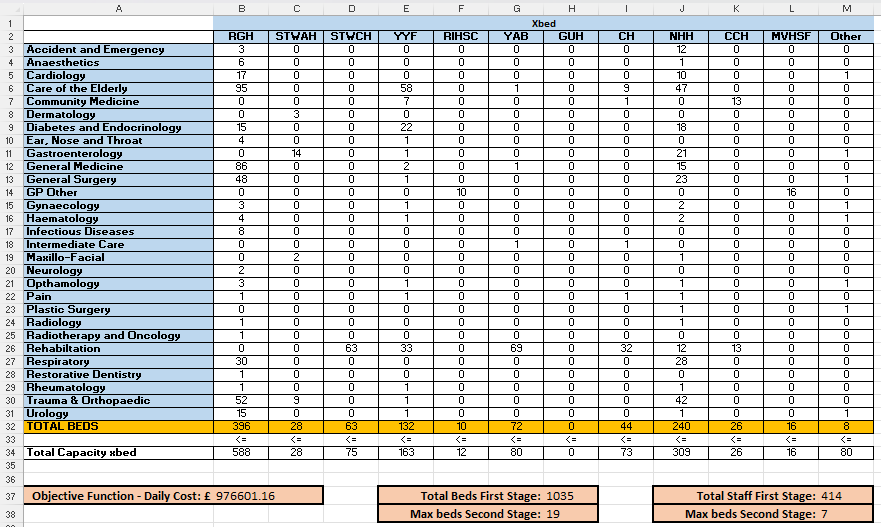 A B C D E F G H I J K L M
1 Xbed
2 RGH STWAH STWCH YYF RIHSC YAB GUH CH NHH CCH MVHSF Other
3 Accident and Emergency 3 0 0 0 0 0 0 0 12 0 0 0
4 Anaesthetics 6 0 0 0 0 0 0 0 1 0 0 0
5 Cardiology 17 0 0 0 0 0 0 0 10 0 0 1
6 Care of the Elderly 95 0 0 58 0 1 0 9 47 0 0 0
7 Community Medicine 0 0 0 7 0 0 0 1 0 13 0 0
8 Dermatology 0 3 0 0 0 0 0 0 0 0 0 0
9 Diabetes and Endocrinology 15 0 0 22 0 0 0 0 18 0 0 0
10 Ear, Nose and Throat 4 0 0 1 0 0 0 0 0 0 0 0
11 Gastroenterology 0 14 0 1 0 0 0 0 21 0 0 1
12 General Medicine 86 0 0 2 0 1 0 0 15 0 0 0
13 General Surgery 48 0 0 1 0 0 0 0 23 0 0 1
14 GP Other 0 0 0 0 10 0 0 0 0 0 16 0
15 Gynaecology 3 0 0 1 0 0 0 0 2 0 0 1
16 Haematology 4 0 0 1 0 0 0 0 2 0 0 1
17 Infectious Diseases 8 0 0 0 0 0 0 0 0 0 0 0
18 Intermediate Care 0 0 0 0 0 1 0 1 0 0 0 0
19 Maxillo-Facial 0 2 0 0 0 0 0 0 1 0 0 0
20 Neurology 2 0 0 0 0 0 0 0 0 0 0 0
21 Opthamology 3 0 0 1 0 0 0 0 1 0 0 1
22 Pain 1 0 0 1 0 0 0 1 1 0 0 0
23 Plastic Surgery 0 0 0 0 0 0 0 0 1 0 0 1
24 Radiology 1 0 0 0 0 0 0 0 1 0 0 0
25 Radiotherapy and Oncology 1 0 0 0 0 0 0 0 0 0 0 0
26 Rehabiltation 0 0 63 33 0 69 0 32 12 13 0 0
27 Respiratory 30 0 0 0 0 0 0 0 28 0 0 0
28 Restorative Dentistry 1 0 0 0 0 0 0 0 0 0 0 0
29 Rheumatology 1 0 0 1 0 0 0 0 1 0 0 0
30 Trauma & Orthopaedic 52 9 0 1 0 0 0 0 42 0 0 0
31 Urology 15 0 0 1 0 0 0 0 1 0 0 1
32 TOTAL BEDS 396 28 63 132 10 72 0 44 240 26 16 8
33 <= <= <= <= <= <= <= <= <= <= <= <=
34 Total Capacity xbed 588 28 75 163 12 80 0 73 309 26 16 80
35
36
37 Objective Function - Daily Cost: £ 976601.16 Total Beds First Stage: 1035 Total Staff First Stage: 414
38 Max beds Second Stage: 19 Max beds Second Stage: 7